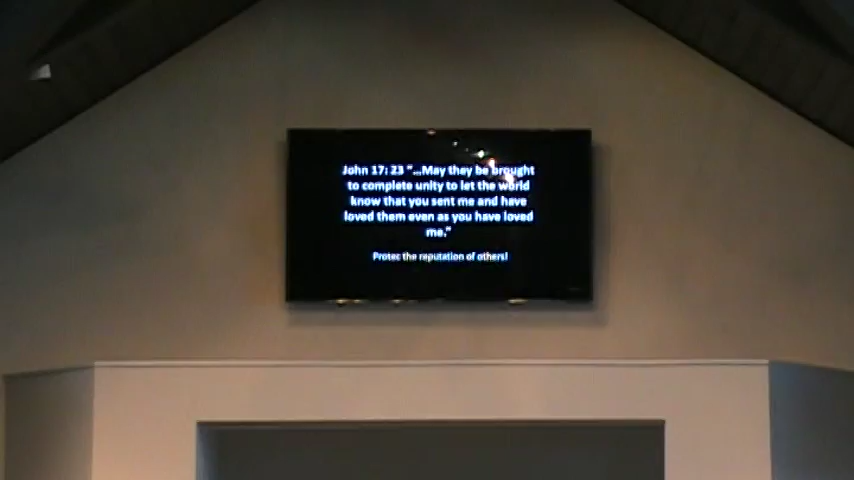 John 17: 23 "...May they be brought
to complete unity to let the world
know that you sent me and have
loved them even as you have loved
me."
Protec the reputation of others!